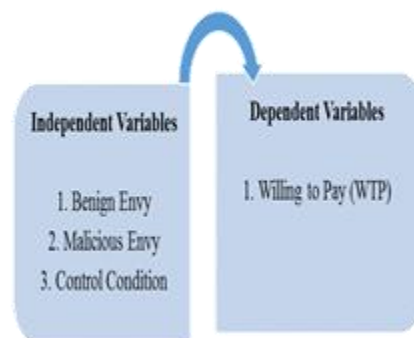 Independent Variables
1. Benign Envy
2. Malicious Envy
3. Control Condition
Dependent Variables
1. Willing to Pay (WTP)